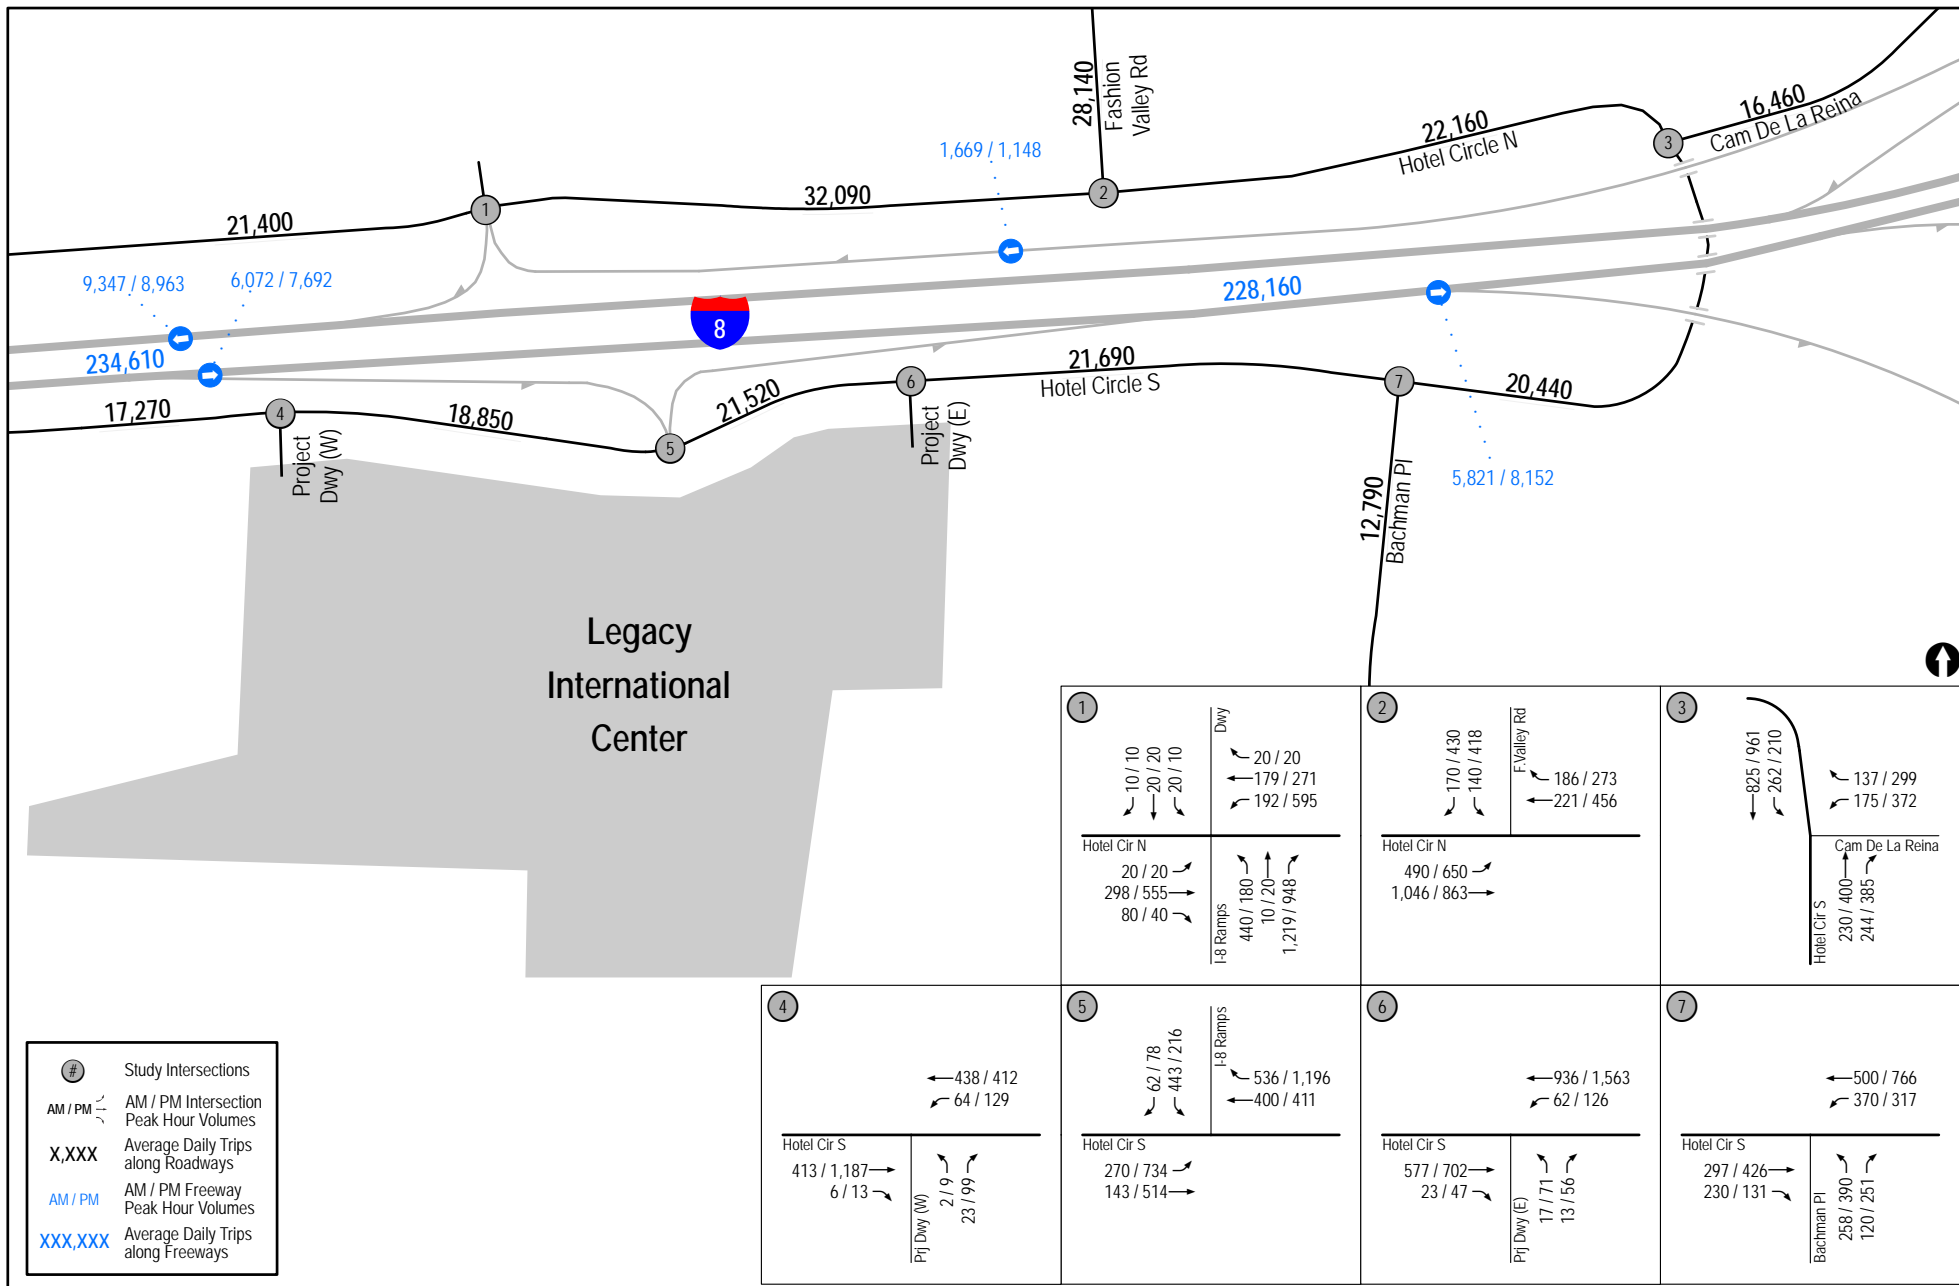 28,140
Fashion
Valley Rd
16,460
Cam De La Reina
22,160
Hotel Circle N
3
1,669 / 1,148
32,090
2
1
21,400
9,347 / 8,963
6,072 / 7,692
228,160
8
234,610
21,690
Hotel Circle S
6
7
20,440
17,270
4
18,850
21,520
5
Project
Dwy (W)
Project
Dwy (E)
5,821 / 8,152
12,790
Bachman Pl
Legacy
International
Center
1
Dwy
10 / 10
20 / 20
20 / 10
20 / 20
179 / 271
192 / 595
Hotel Cir N
20 / 20
298 / 555
80 / 40
I-8 Ramps
440 / 180
10 / 20
1,219 / 948
2
F.Valley Rd
170 / 430
140 / 418
186 / 273
221 / 456
Hotel Cir N
490 / 650
1,046 / 863
3
825 / 961
262 / 210
137 / 299
175 / 372
Cam De La Reina
Hotel Cir S
230 / 400
244 / 385
4
438 / 412
64 / 129
Hotel Cir S
413 / 1,187
6 / 13
Prj Dwy (W)
2 / 9
23 / 99
5
I-8 Ramps
62 / 78
443 / 216
536 / 1,196
400 / 411
Hotel Cir S
270 / 734
143 / 514
6
936 / 1,563
62 / 126
Hotel Cir S
577 / 702
23 / 47
Prj Dwy (E)
17 / 71
13 / 56
7
500 / 766
370 / 317
Hotel Cir S
297 / 426
230 / 131
Bachman Pl
258 / 390
120 / 251
# Study Intersections
AM / PM AM / PM Intersection
Peak Hour Volumes
X,XXX Average Daily Trips
along Roadways
AM / PM AM / PM Freeway
Peak Hour Volumes
XXX,XXX Average Daily Trips
along Freeways